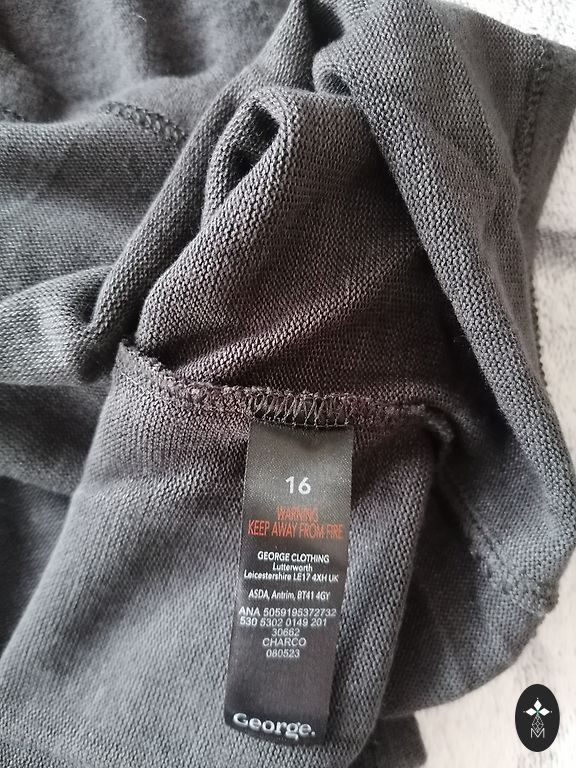 16
WARNING
KEEP AWAY FROM FIRE
GEORGE CLOTHING
Lutterworth
Leicestershire LE17 4XH UK
ASDA, Antrim, BT41 4GY
ANA 5059195372732
530 5302 0149 201
30662
CHARCO
080523
George.
M